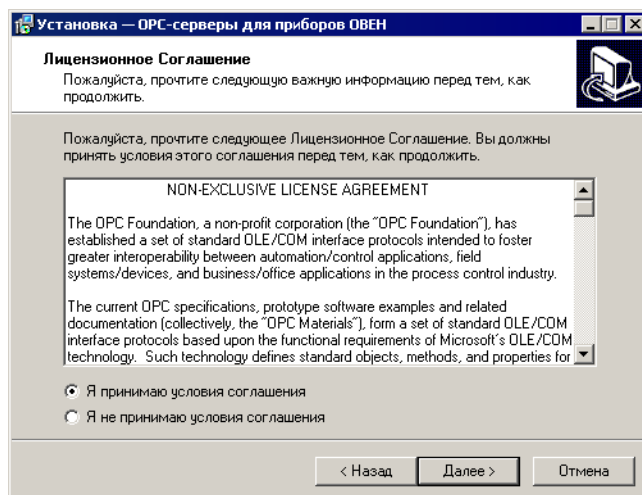 Установка — OPC-серверы для приборов ОВЕН
Лицензионное Соглашение
Пожалуйста, прочтите следующую важную информацию перед тем, как
продолжить.
Пожалуйста, прочтите следующее Лицензионное Соглашение. Вы должны
принять условия этого соглашения перед тем, как продолжить.
NON-EXCLUSIVE LICENSE AGREEMENT
The OPC Foundation, a non-profit corporation (the "OPC Foundation"), has
established a set of standard OLE/COM interface protocols intended to foster
greater interoperability between automation/control applications, field
systems/devices, and business/office applications in the process control industry.
The current OPC specifications, prototype software examples and related
documentation (collectively, the "OPC Materials"), form a set of standard OLE/COM
interface protocols based upon the functional requirements of Microsoft's OLE/COM
technology.  Such technology defines standard objects, methods, and properties for
Я принимаю условия соглашения
Я не принимаю условия соглашения
< Назад
Далее >
Отмена